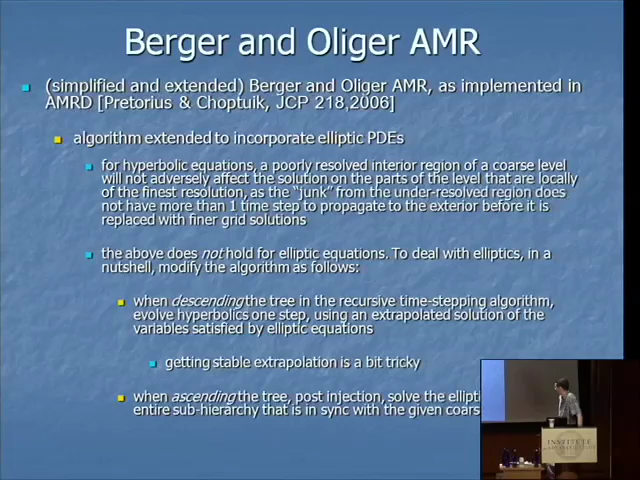 Berger and Oliger AMR
(simplified and extended) Berger and Oliger AMR, as implemented in
AMRD [Pretorius & Choptuik, JCP 218,2006]
algorithm extended to incorporate elliptic PDEs
for hyperbolic equations, a poorly resolved interior region of a coarse level
will not adversely affect the solution on the parts of the level that are locally
of the finest resolution, as the "junk" from the under-resolved region does
not have more than 1 time step to propagate to the exterior before it is
replaced with finer grid solutions
the above does not hold for elliptic equations. To deal with elliptics, in a
nutshell, modify the algorithm as follows:
when descending the tree in the recursive time-stepping algorithm,
evolve hyperbolics one step, using an extrapolated solution of the
variables satisfied by elliptic equations
getting stable extrapolation is a bit tricky
when ascending the tree, post injection, solve the ellipti
entire sub-hierarchy that is in sync with the given coars
INSTITUTE